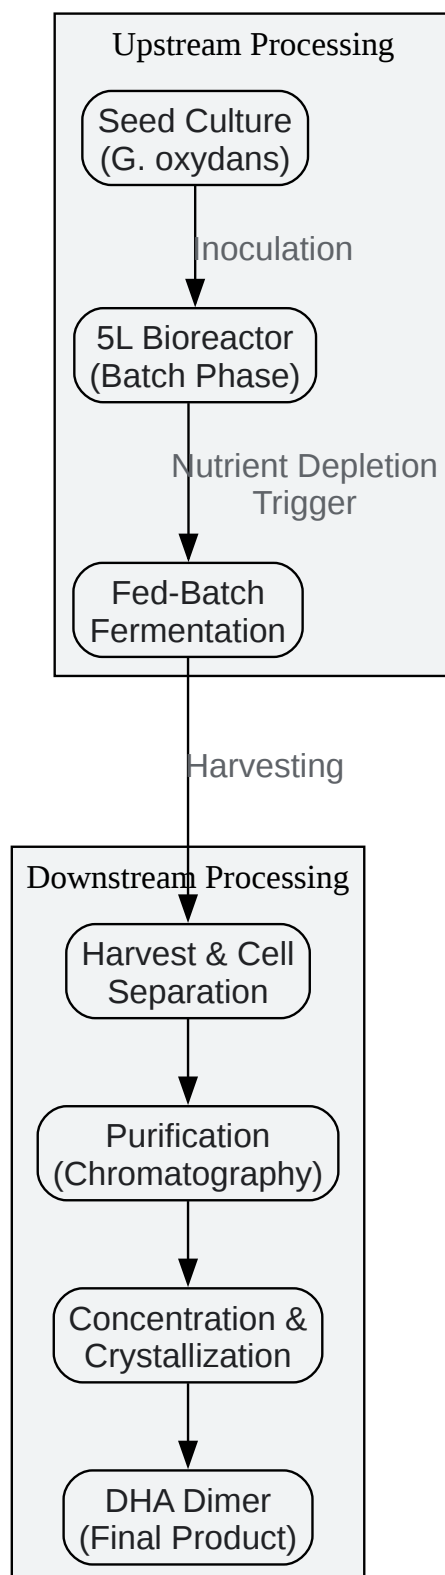 Upstream Processing
Seed Culture
(G. oxydans)
Inoculation
5L Bioreactor
(Batch Phase)
Nutrient Depletion
Trigger
Fed-Batch
Fermentation
Harvesting
Downstream Processing
Harvest & Cell
Separation
Purification
(Chromatography)
Concentration &
Crystallization
DHA Dimer
(Final Product)